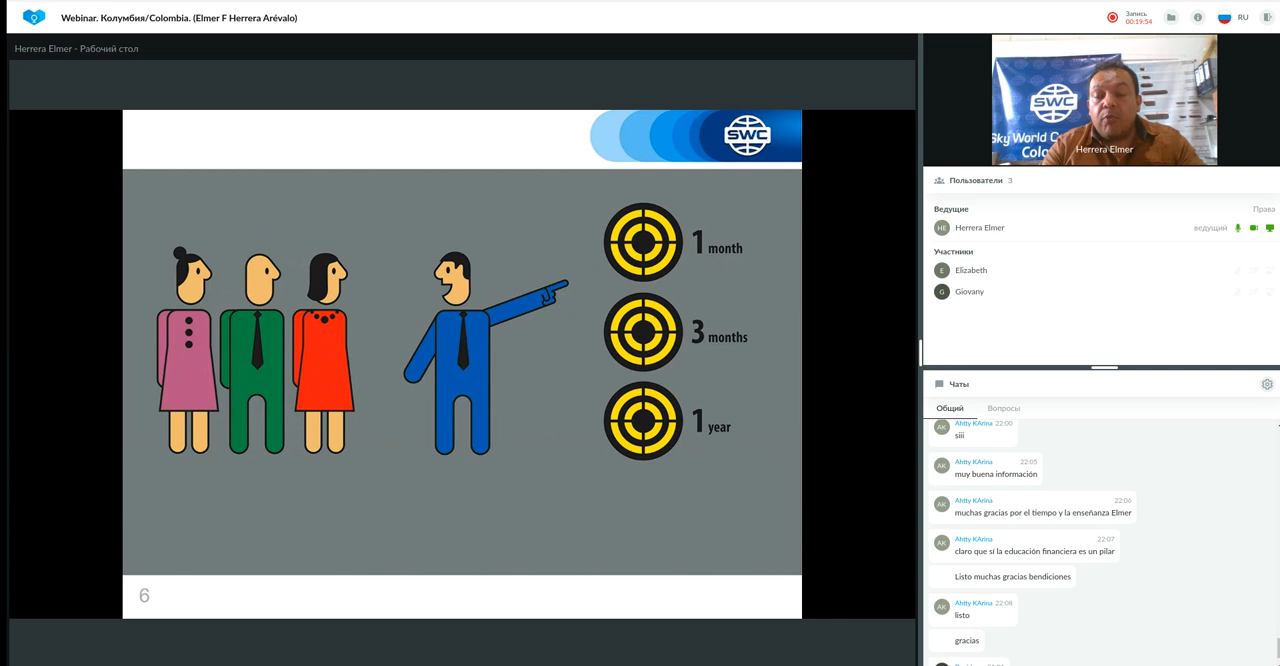 Webinar. Колумбия/Colombia. (Elmer F Herrera Arévalo)
Запись
00:19:54
RU
Herrera Elmer - Рабочий стол
SWC
1 month
3 months
1 year
6
SWC
Sky World C
Colo
Herrera Elmer
Пользователи 3
Ведущие
Права
HE
Herrera Elmer
ведущий
Участники
E
Elizabeth
G
Giovany
Чаты
Общий
Вопросы
AK
Ahtty KArina 22:00
siii
AK
Ahtty KArina 22:05
muy buena información
AK
Ahtty KArina 22:06
muchas gracias por el tiempo y la enseñanza Elmer
AK
Ahtty KArina 22:07
claro que sí la educación financiera es un pilar
Listo muchas gracias bendiciones
AK
Ahtty KArina 22:08
listo
gracias